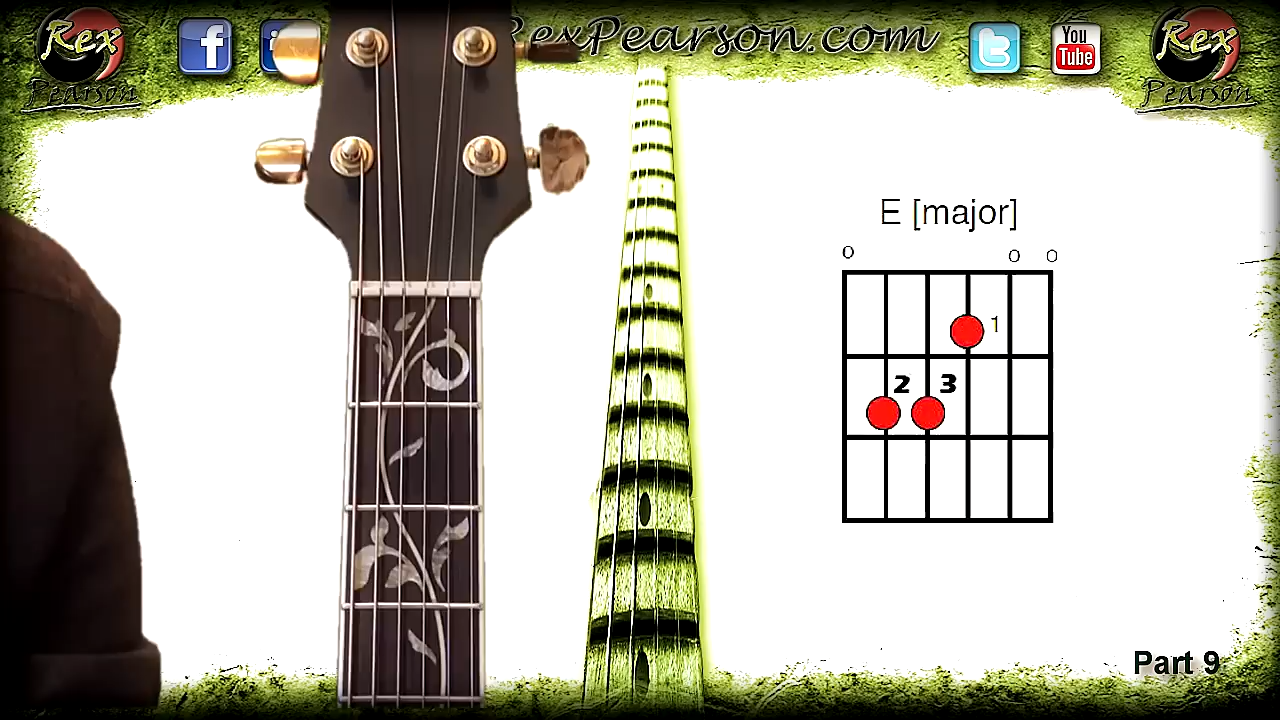 Rex
Pearson
f
RexPearson.com
t
You
Tube
Rex
Pearson
E [major]
o o o
1
2 3
Part 9